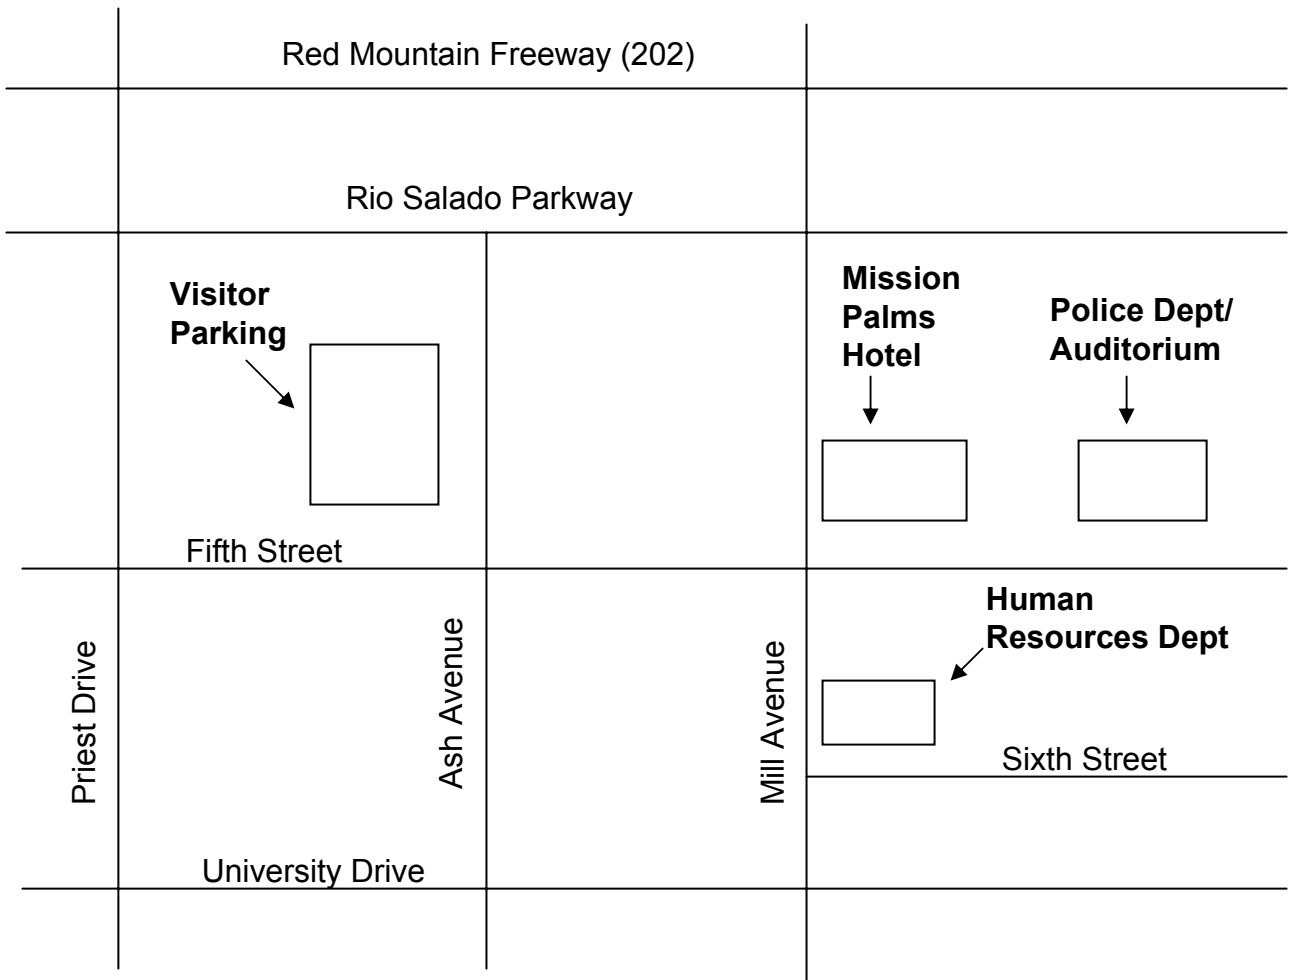 Red Mountain Freeway (202)
Rio Salado Parkway
Visitor
Parking
Mission
Palms
Hotel
Police Dept/
Auditorium
Fifth Street
Human
Resources Dept
Priest Drive
Ash Avenue
Mill Avenue
Sixth Street
University Drive